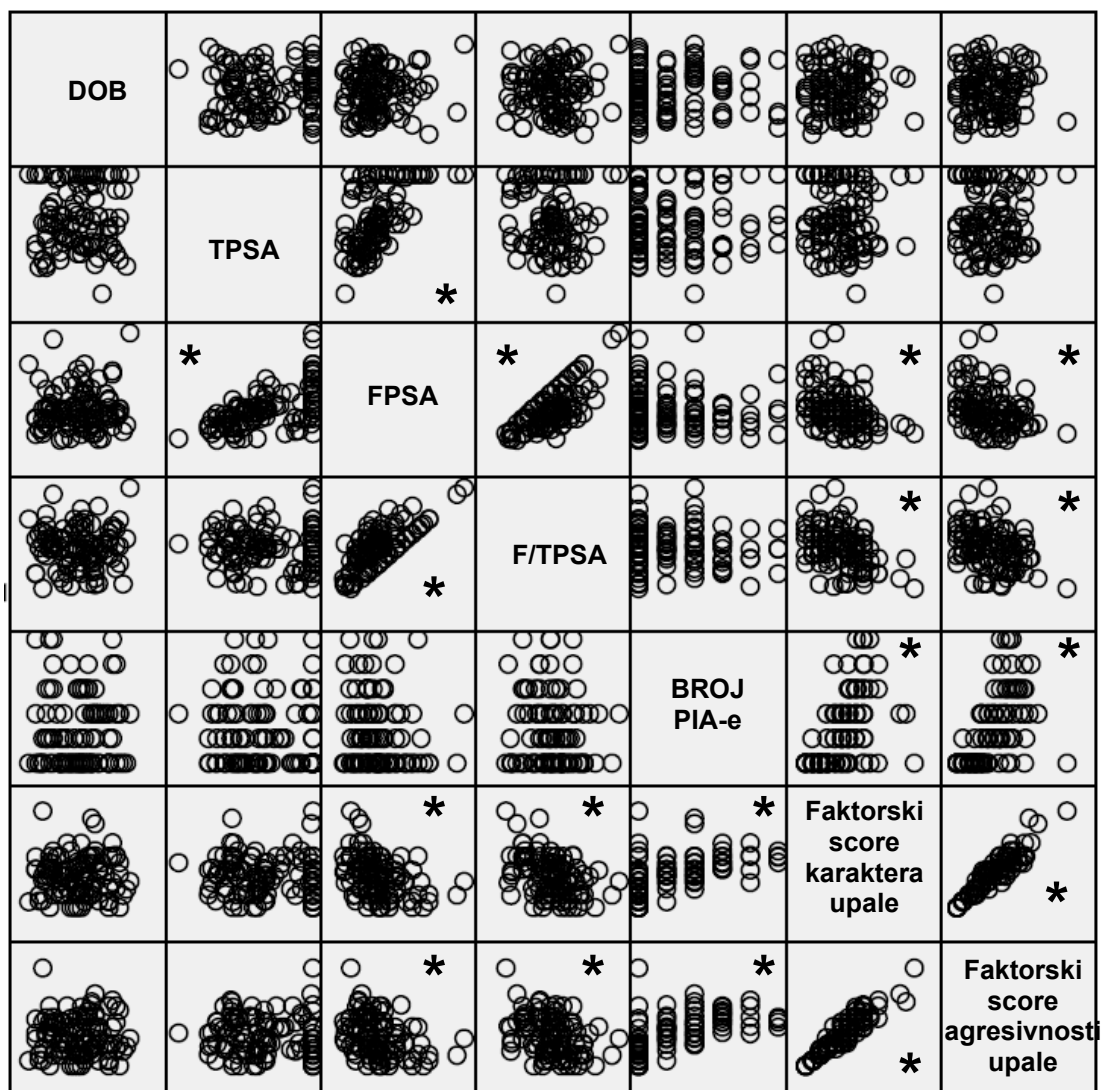 DOB
TPSA
*
*
FPSA
*
*
*
F/TPSA
*
*
*
BROJ
PIA-e
*
*
*
*
*
Faktorski
score
karaktera
upale
*
*
*
*
*
Faktorski
score
agresivnosti
upale